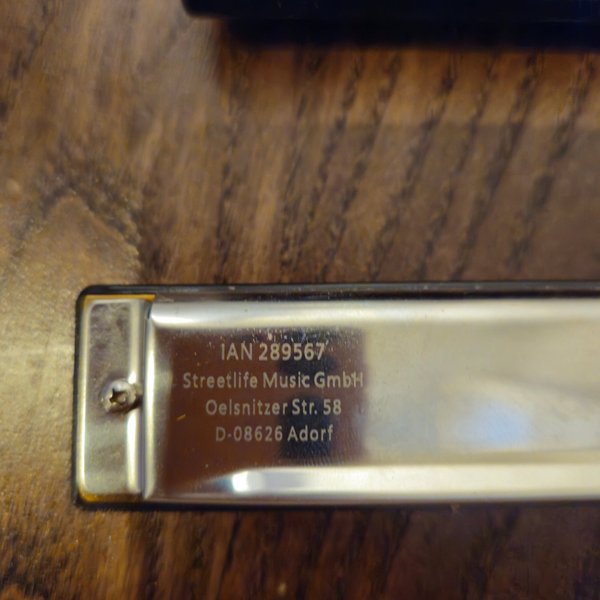 IAN 289567
Streetlife Music GmbH
Oelsnitzer Str. 58
D-08626 Adorf